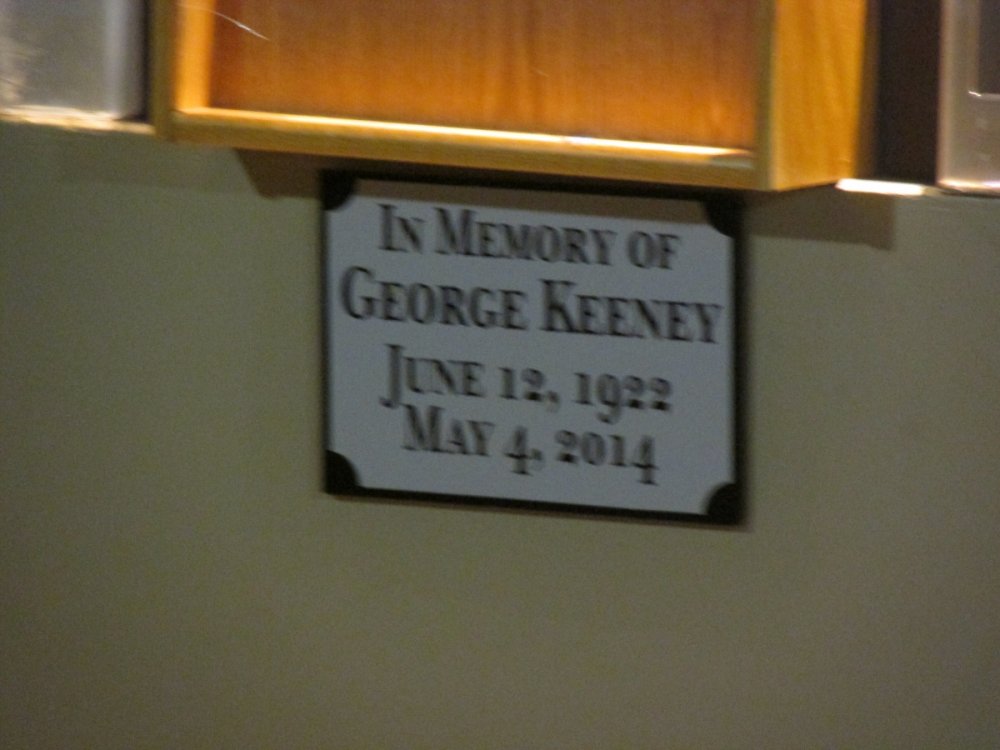 In Memory of
George Keeney
June 12, 1922
May 4, 2014